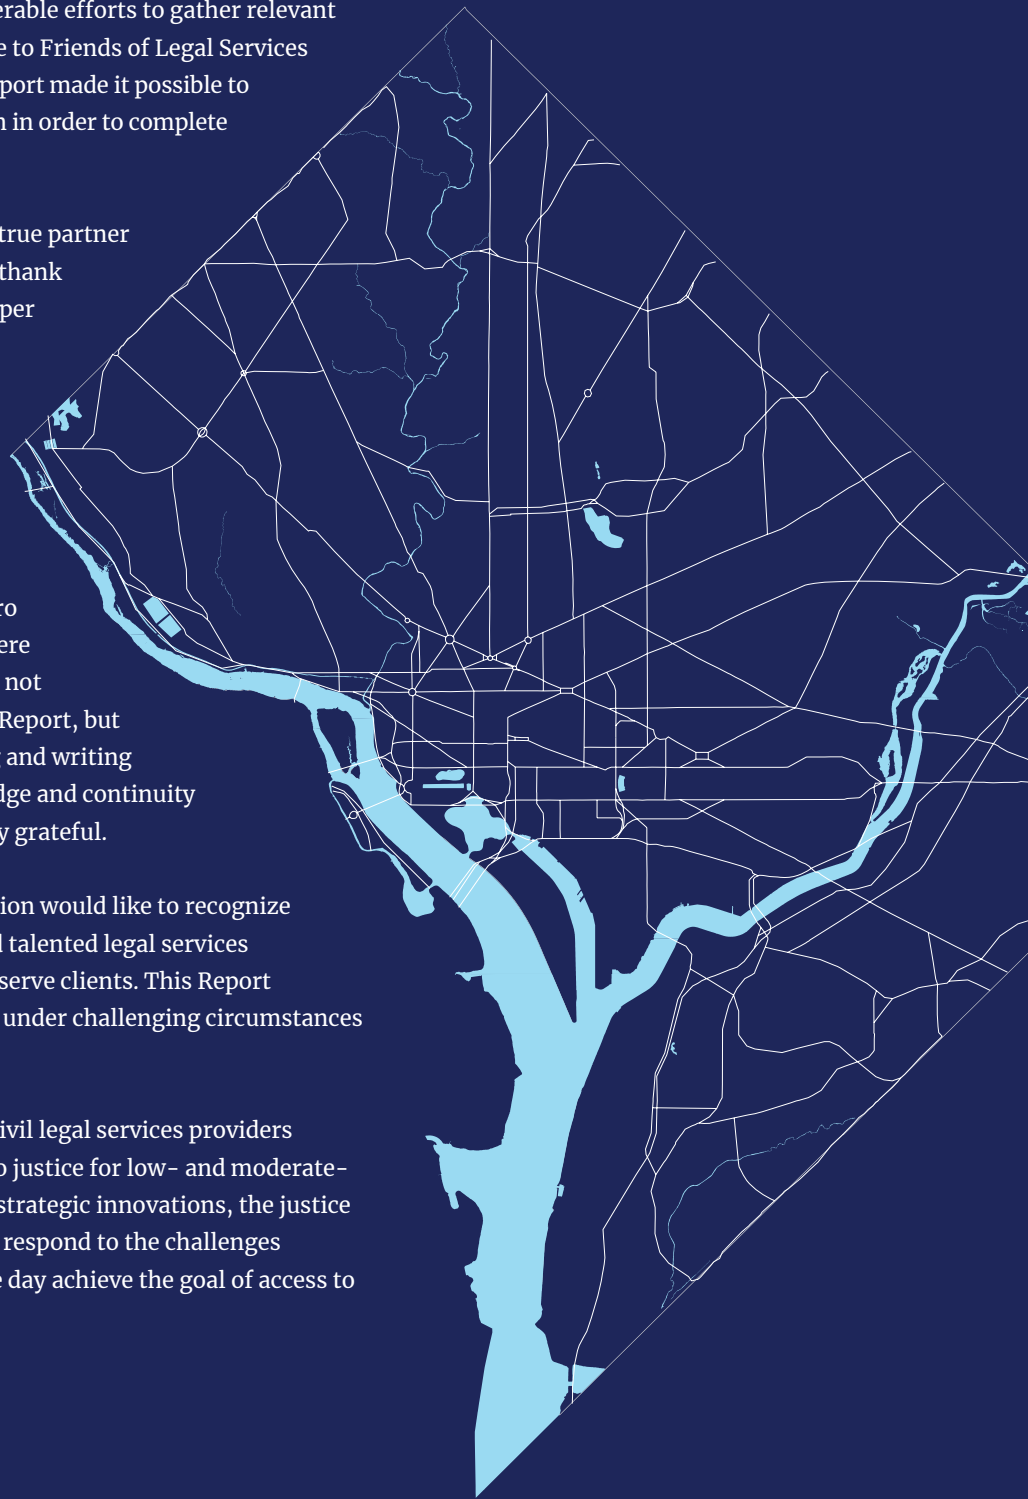 erable efforts to gather relevant
e to Friends of Legal Services
port made it possible to
n in order to complete
true partner
thank
per
ro
ere
not
Report, but
g and writing
dge and continuity
y grateful.
ion would like to recognize
d talented legal services
serve clients. This Report
under challenging circumstances
ivil legal services providers
o justice for low- and moderate-
strategic innovations, the justice
respond to the challenges
e day achieve the goal of access to